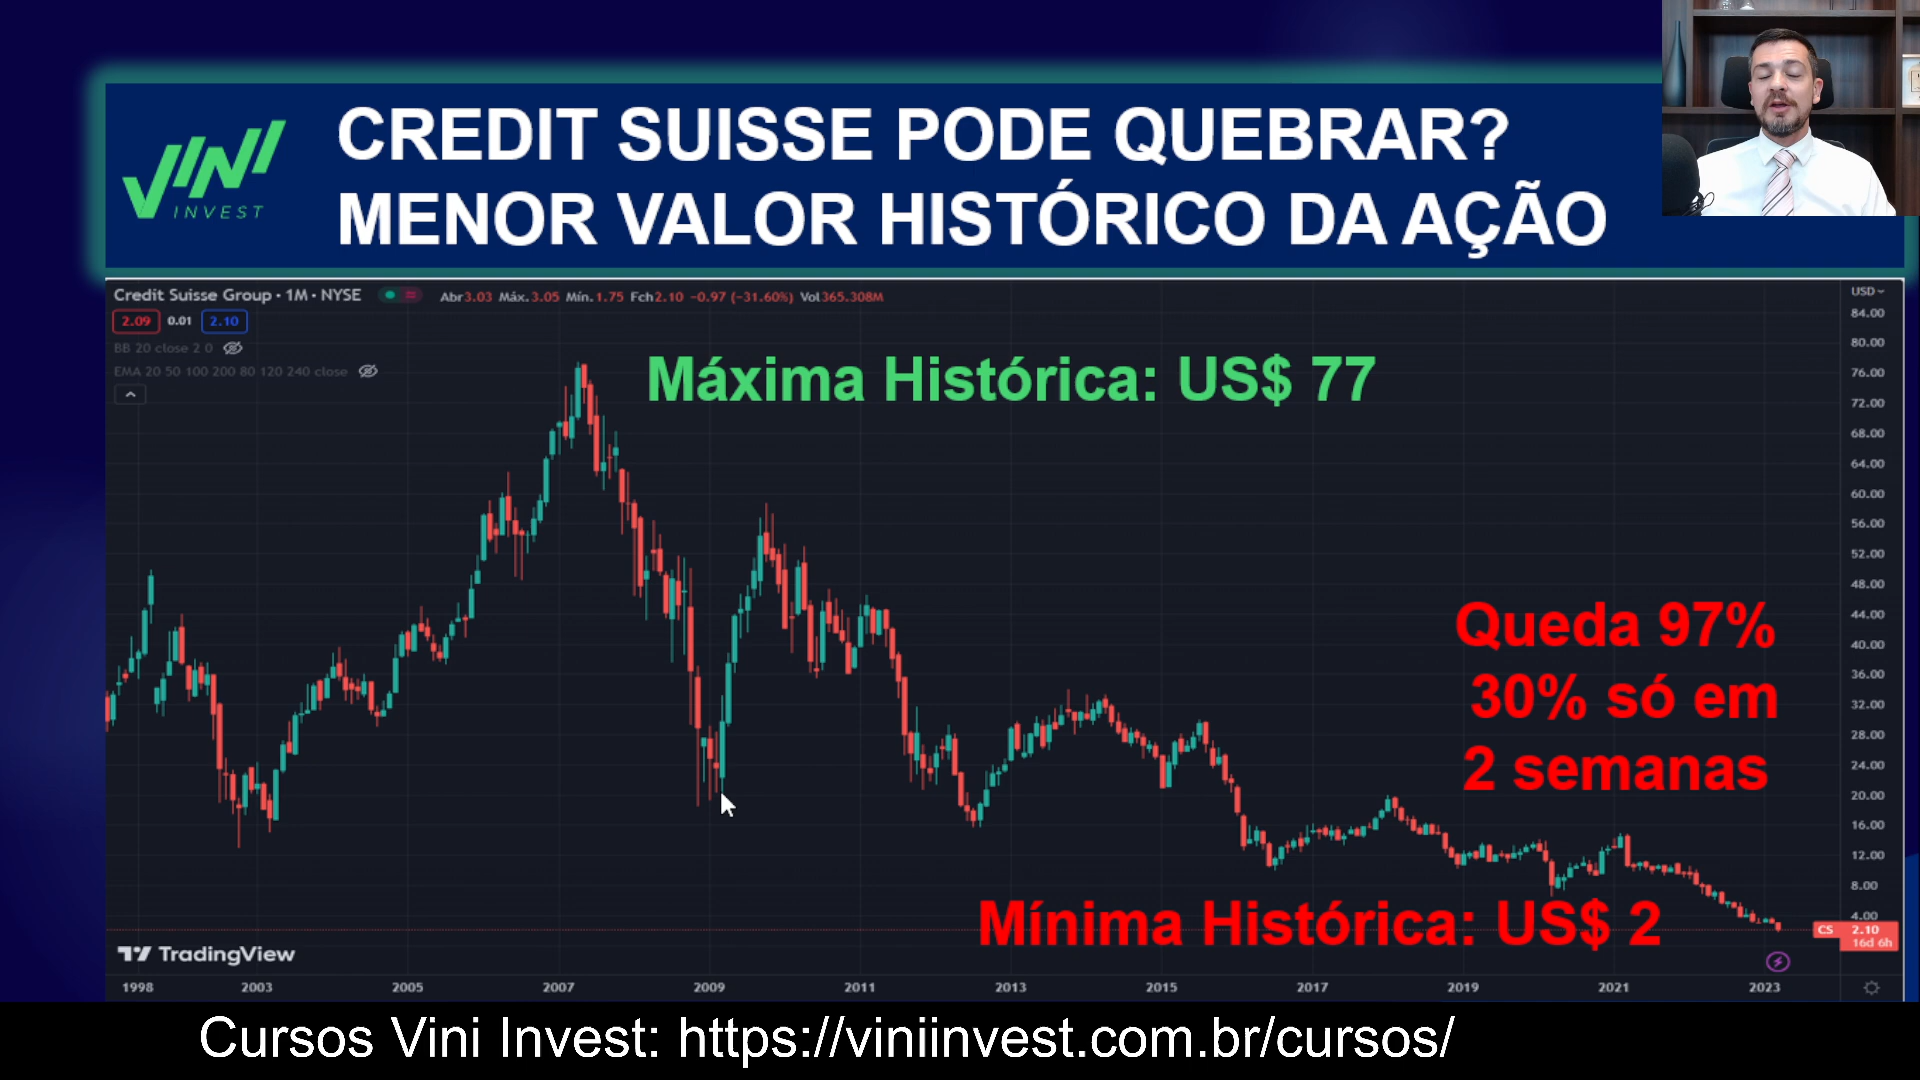 VINI
INVEST
CREDIT SUISSE PODE QUEBRAR?
MENOR VALOR HISTÓRICO DA AÇÃO
Credit Suisse Group · 1M · NYSE
Abr3.03 Máx.3.05 Mín.1.75 Fch2.10 −0.97 (−31.60%) Vol365.308M
USD
2.09 0.01 2.10
BB 20 close 2 0
EMA 20 50 100 200 80 120 240 close
Máxima Histórica: US$ 77
Queda 97%
30% só em
2 semanas
Mínima Histórica: US$ 2
84.00
80.00
76.00
72.00
68.00
64.00
60.00
56.00
52.00
48.00
44.00
40.00
36.00
32.00
28.00
24.00
20.00
16.00
12.00
8.00
4.00
CS 2.10
16d 6h
TradingView
1998 2003 2005 2007 2009 2011 2013 2015 2017 2019 2021 2023
Cursos Vini Invest: https://viniinvest.com.br/cursos/